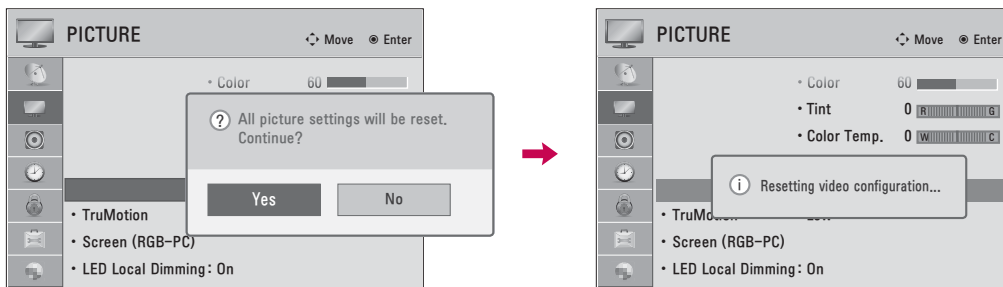 PICTURE
Move
Enter
• Color 60
? All picture settings will be reset.
Continue?
Yes
No
• TruMotion
• Screen (RGB-PC)
• LED Local Dimming: On
PICTURE
Move
Enter
• Color 60
• Tint 0 R G
• Color Temp. 0 W C
i Resetting video configuration...
• Screen (RGB-PC)
• LED Local Dimming: On